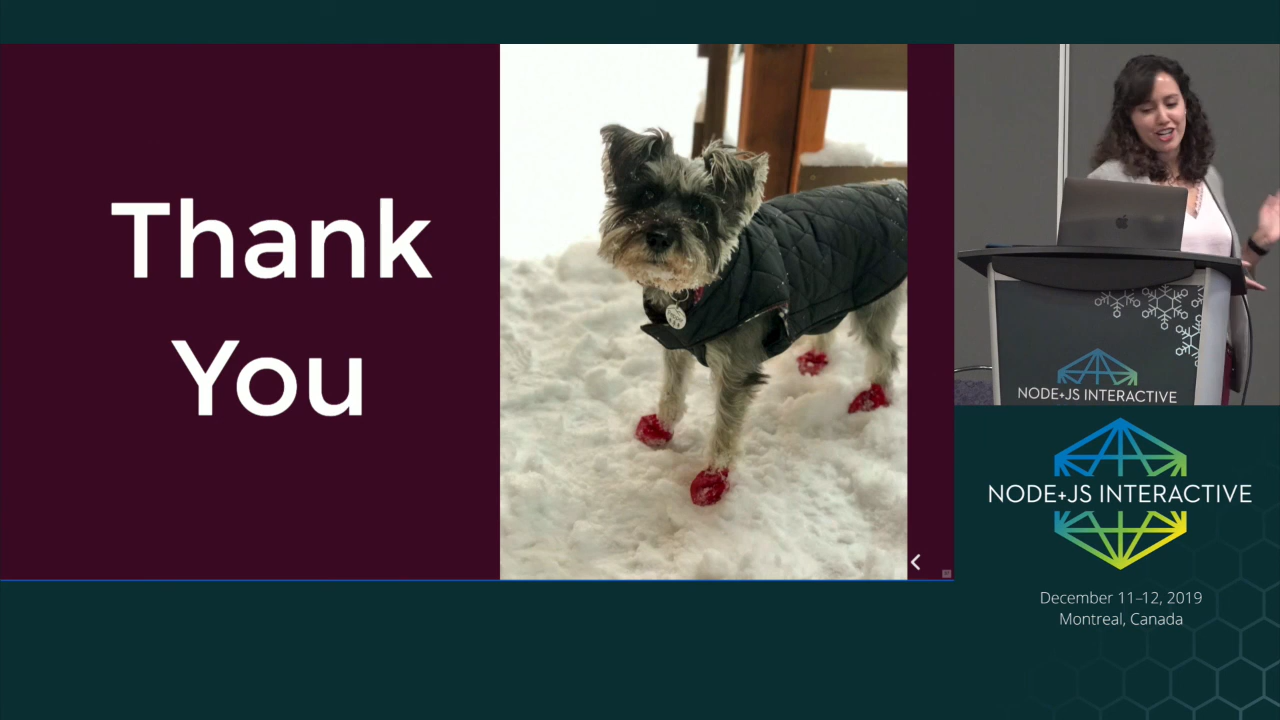 Thank
You
NODE+JS INTERACTIVE
NODE+JS INTERACTIVE
December 11–12, 2019
Montreal, Canada